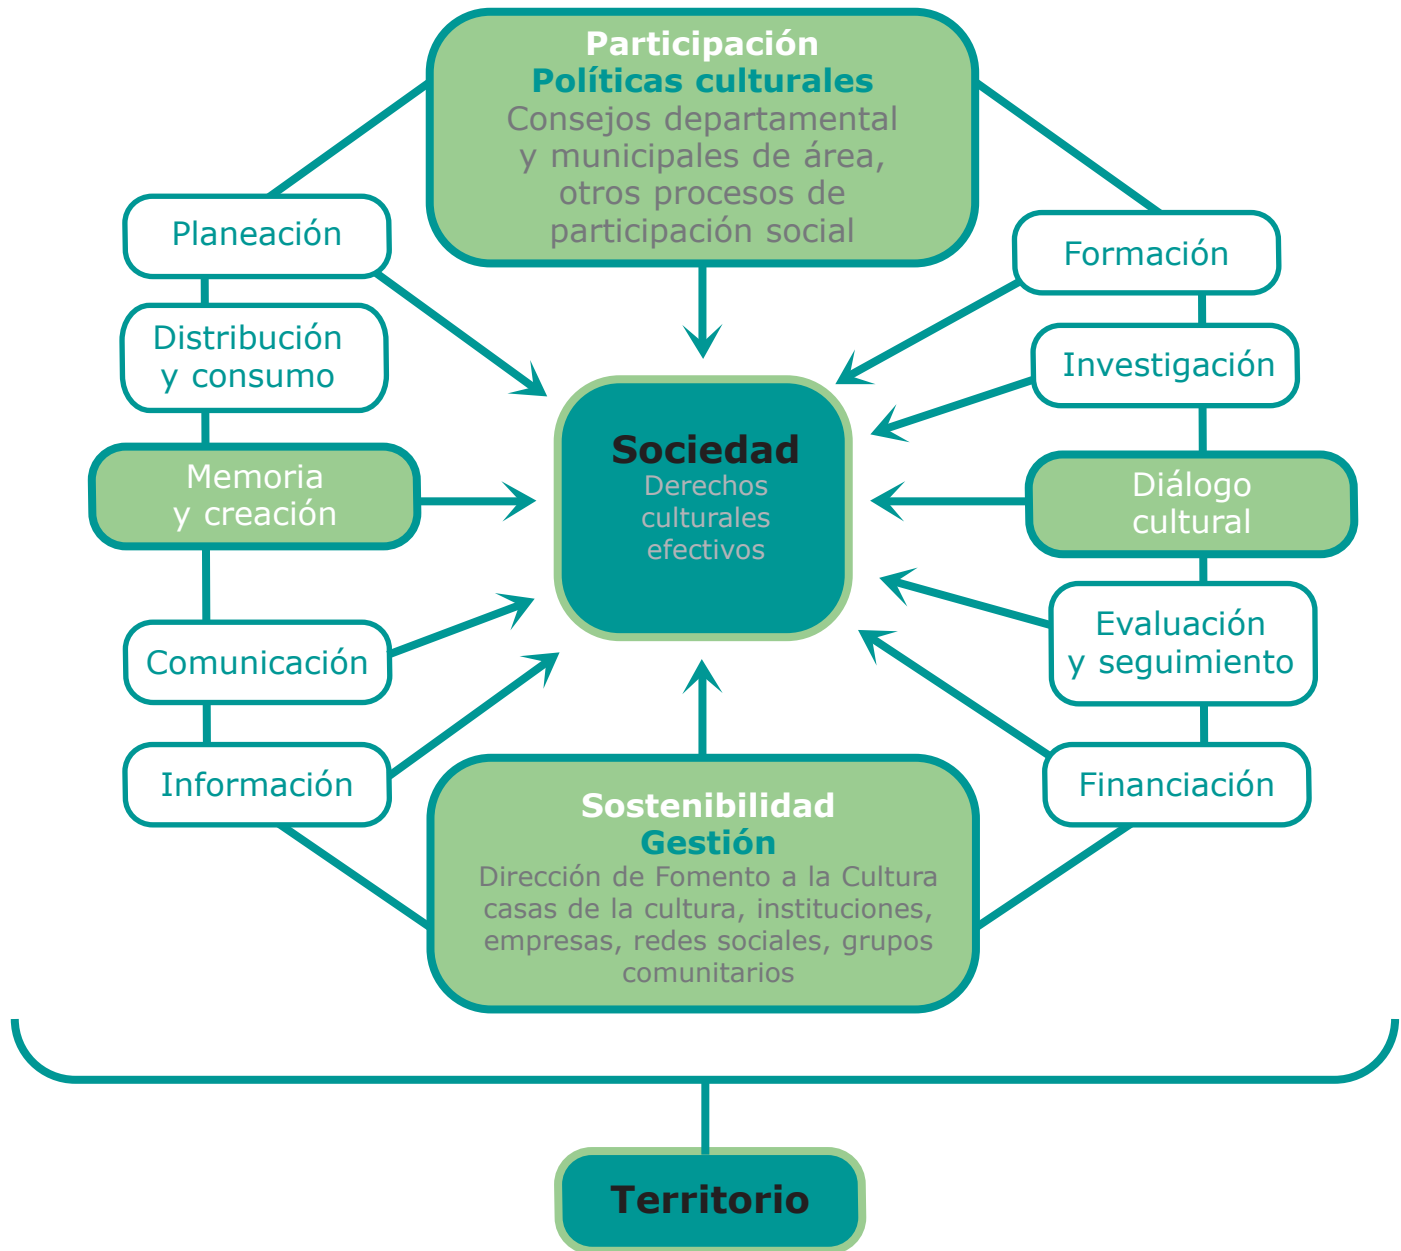 Participación
Políticas culturales
Consejos departamental
y municipales de área,
otros procesos de
participación social
Planeación
Distribución
y consumo
Memoria
y creación
Comunicación
Información
Sociedad
Derechos
culturales
efectivos
Formación
Investigación
Diálogo
cultural
Evaluación
y seguimiento
Financiación
Sostenibilidad
Gestión
Dirección de Fomento a la Cultura
casas de la cultura, instituciones,
empresas, redes sociales, grupos
comunitarios
Territorio